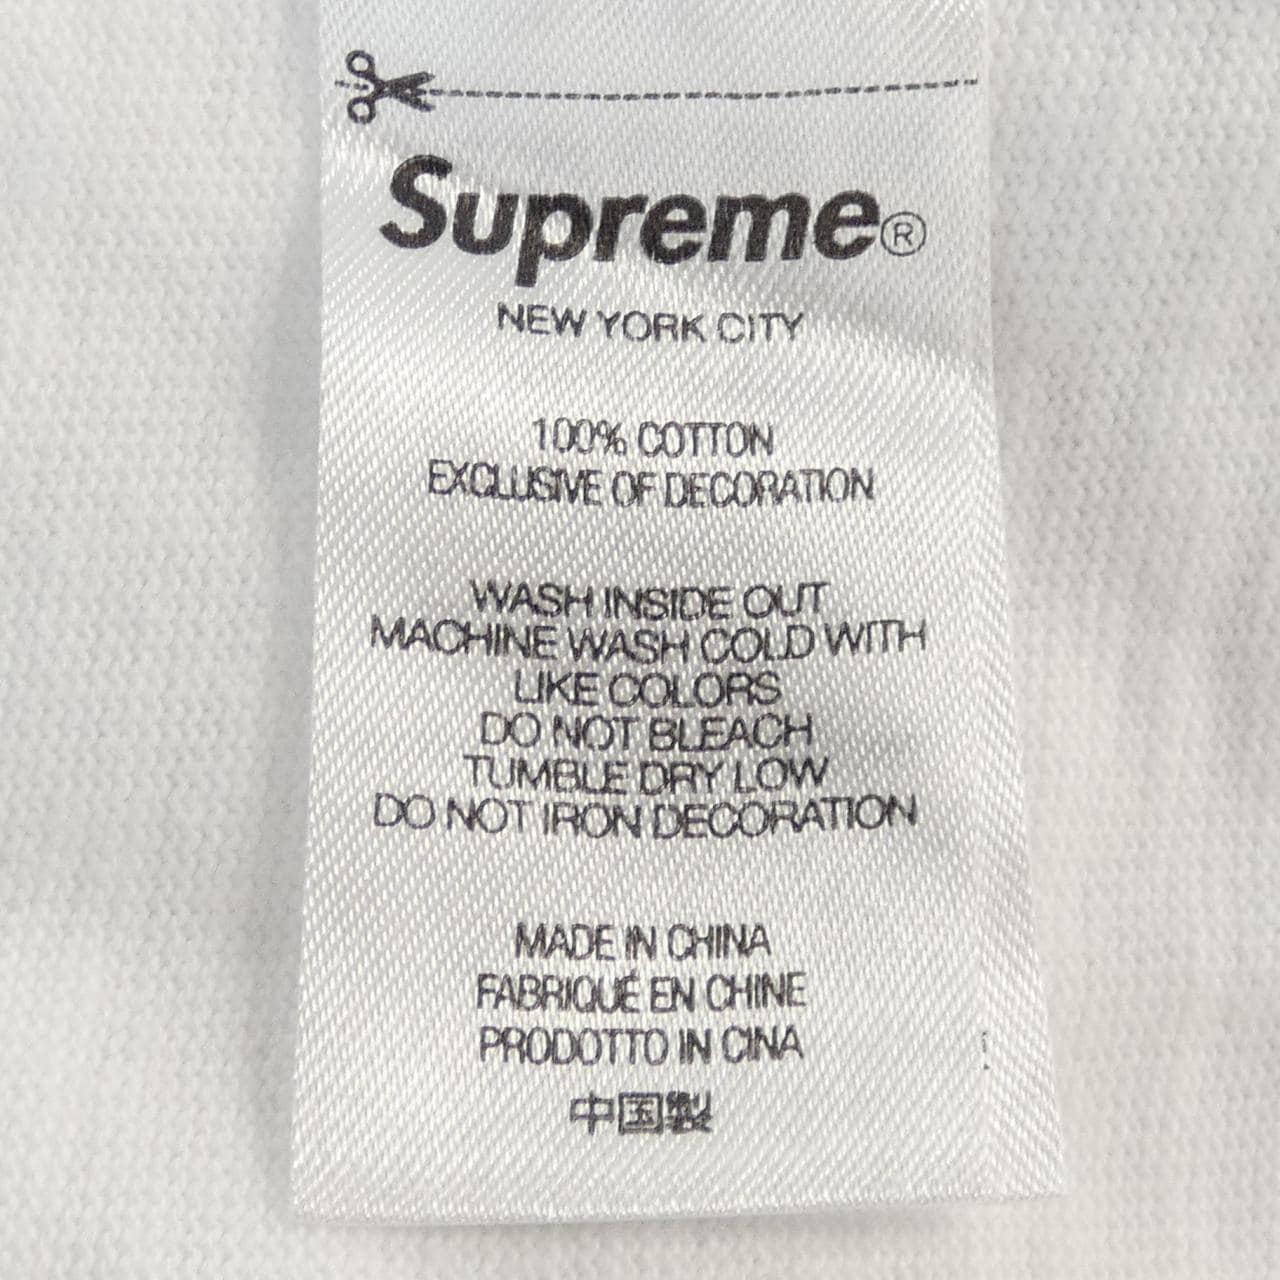 Supreme®
NEW YORK CITY
100% COTTON
EXCLUSIVE OF DECORATION
WASH INSIDE OUT
MACHINE WASH COLD WITH
LIKE COLORS
DO NOT BLEACH
TUMBLE DRY LOW
DO NOT IRON DECORATION
MADE IN CHINA
FABRIQUÉ EN CHINE
PRODOTTO IN CINA
中国製